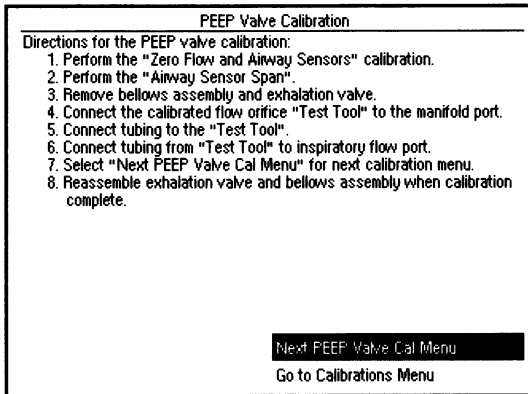 PEEP Valve Calibration
Directions for the PEEP valve calibration:
1. Perform the "Zero Flow and Airway Sensors" calibration.
2. Perform the "Airway Sensor Span".
3. Remove bellows assembly and exhalation valve.
4. Connect the calibrated flow orifice "Test Tool" to the manifold port.
5. Connect tubing to the "Test Tool".
6. Connect tubing from "Test Tool" to inspiratory flow port.
7. Select "Next PEEP Valve Cal Menu" for next calibration menu.
8. Reassemble exhalation valve and bellows assembly when calibration
complete.
Next PEEP Valve Cal Menu
Go to Calibrations Menu